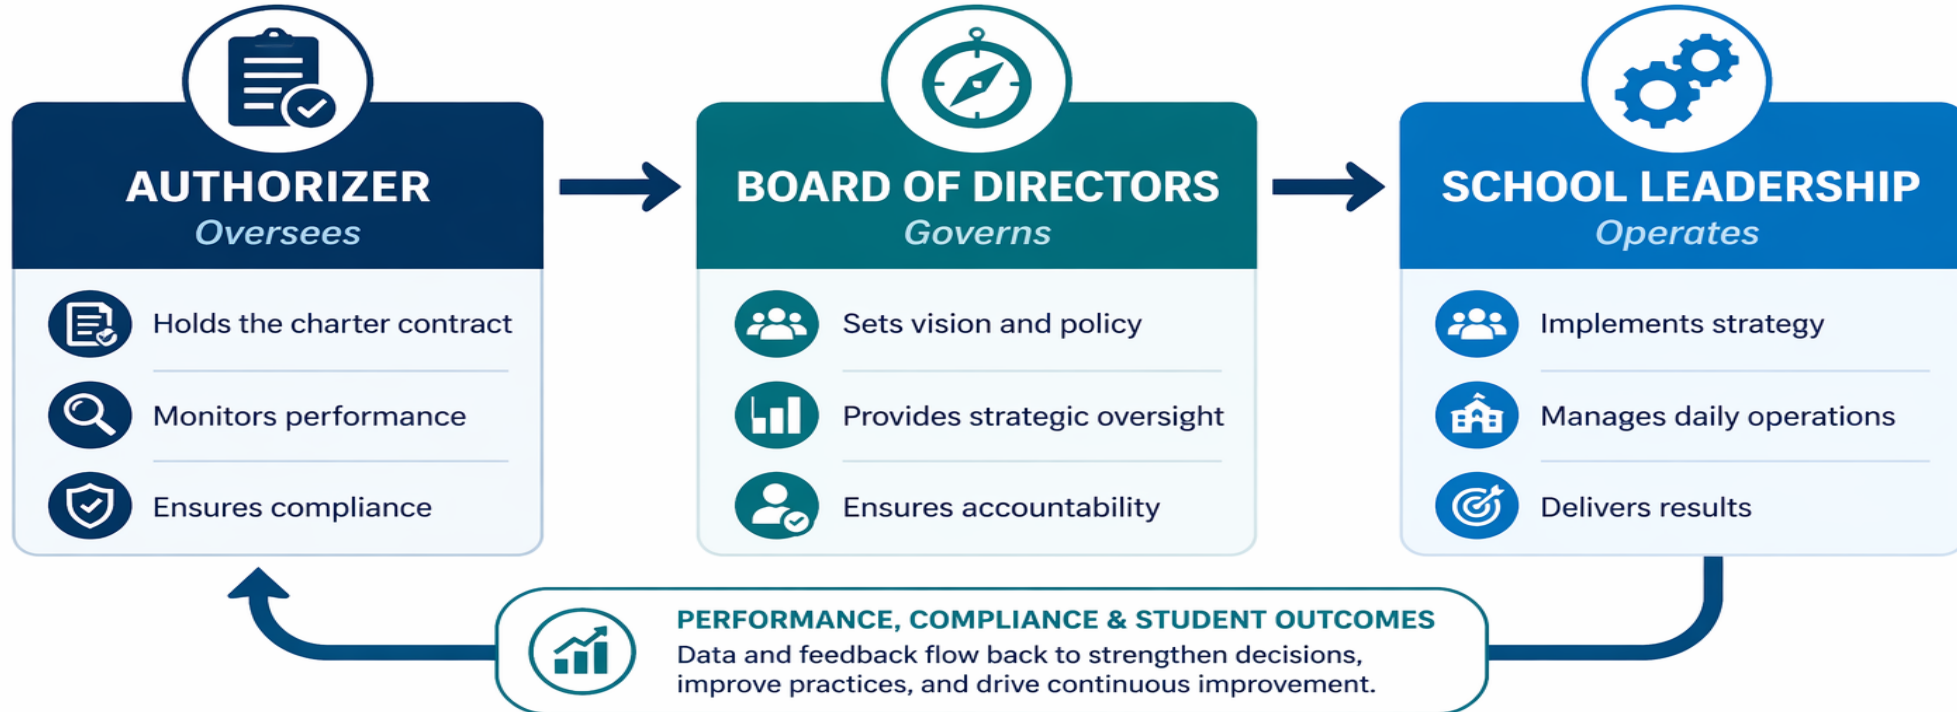 AUTHORIZER
Oversees
Holds the charter contract
Monitors performance
Ensures compliance
BOARD OF DIRECTORS
Governs
Sets vision and policy
Provides strategic oversight
Ensures accountability
SCHOOL LEADERSHIP
Operates
Implements strategy
Manages daily operations
Delivers results
PERFORMANCE, COMPLIANCE & STUDENT OUTCOMES
Data and feedback flow back to strengthen decisions,
improve practices, and drive continuous improvement.